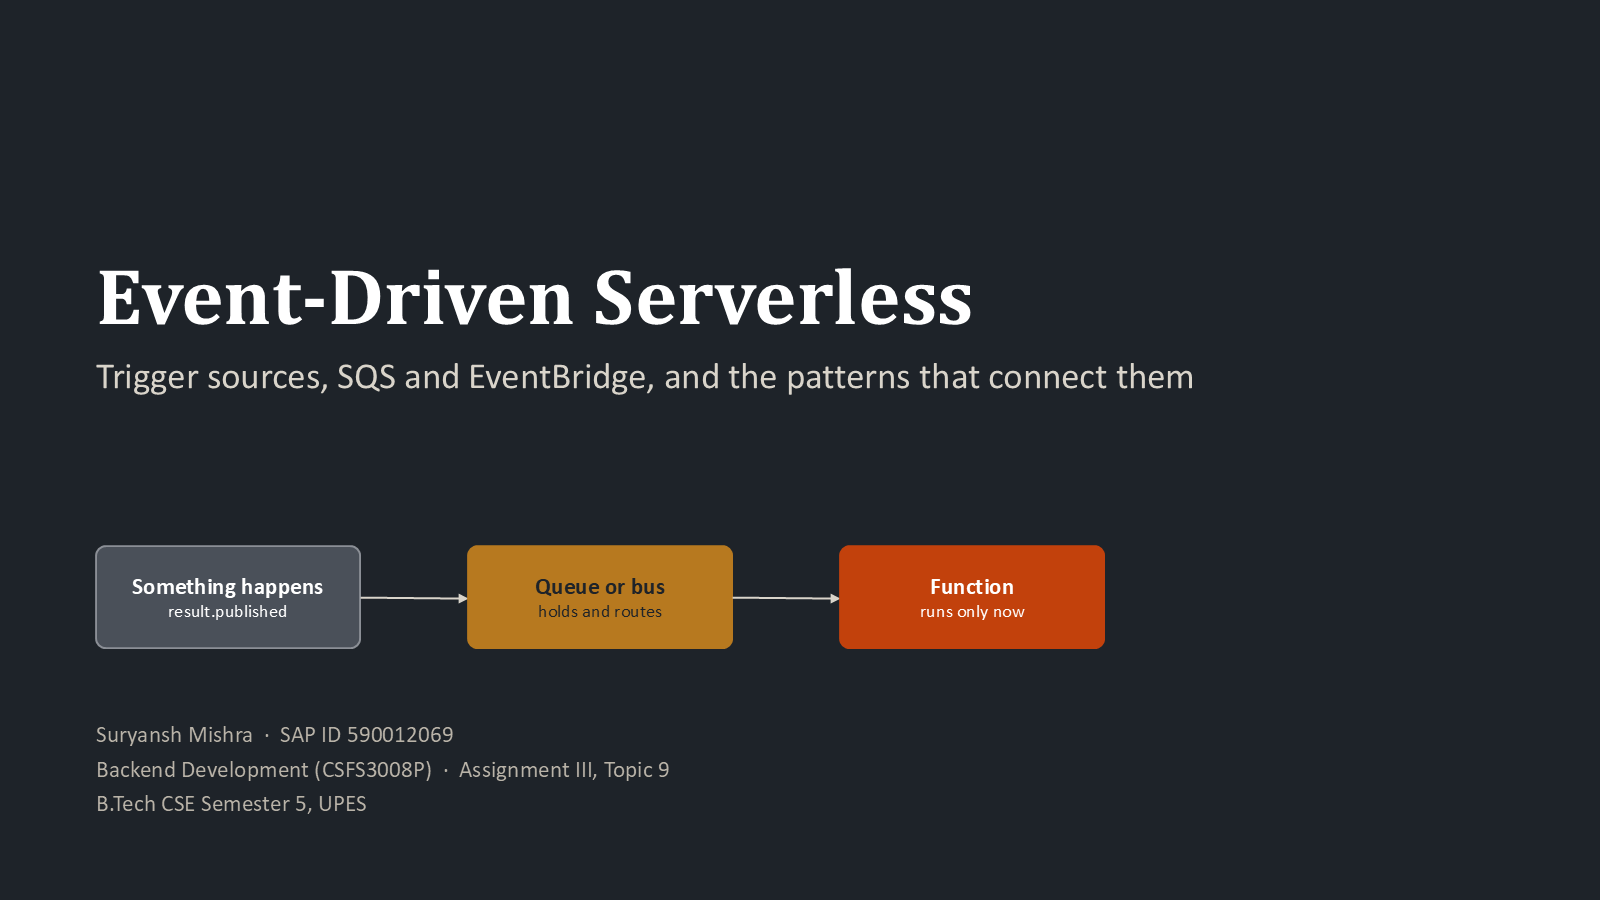 Event-Driven Serverless
Trigger sources, SQS and EventBridge, and the patterns that connect them
Something happens
result.published
Queue or bus
holds and routes
Function
runs only now
Suryansh Mishra · SAP ID 590012069
Backend Development (CSFS3008P) · Assignment III, Topic 9
B.Tech CSE Semester 5, UPES